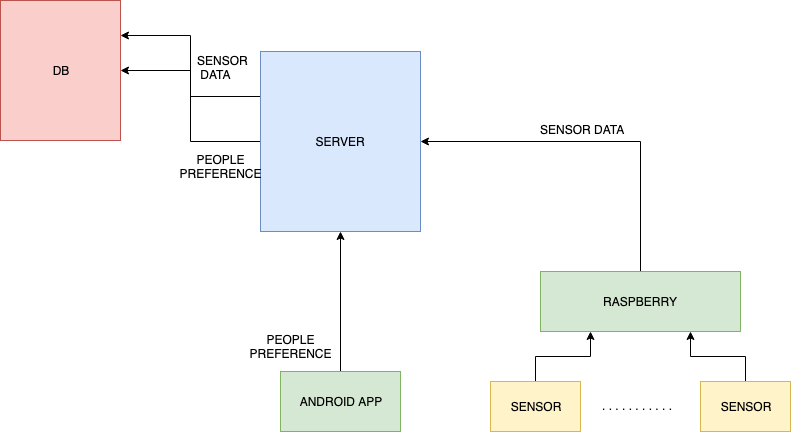 DB
SENSOR
DATA
SERVER
SENSOR DATA
PEOPLE
PREFERENCE
RASPBERRY
PEOPLE
PREFERENCE
ANDROID APP
SENSOR
. . . . . . . . . . .
SENSOR